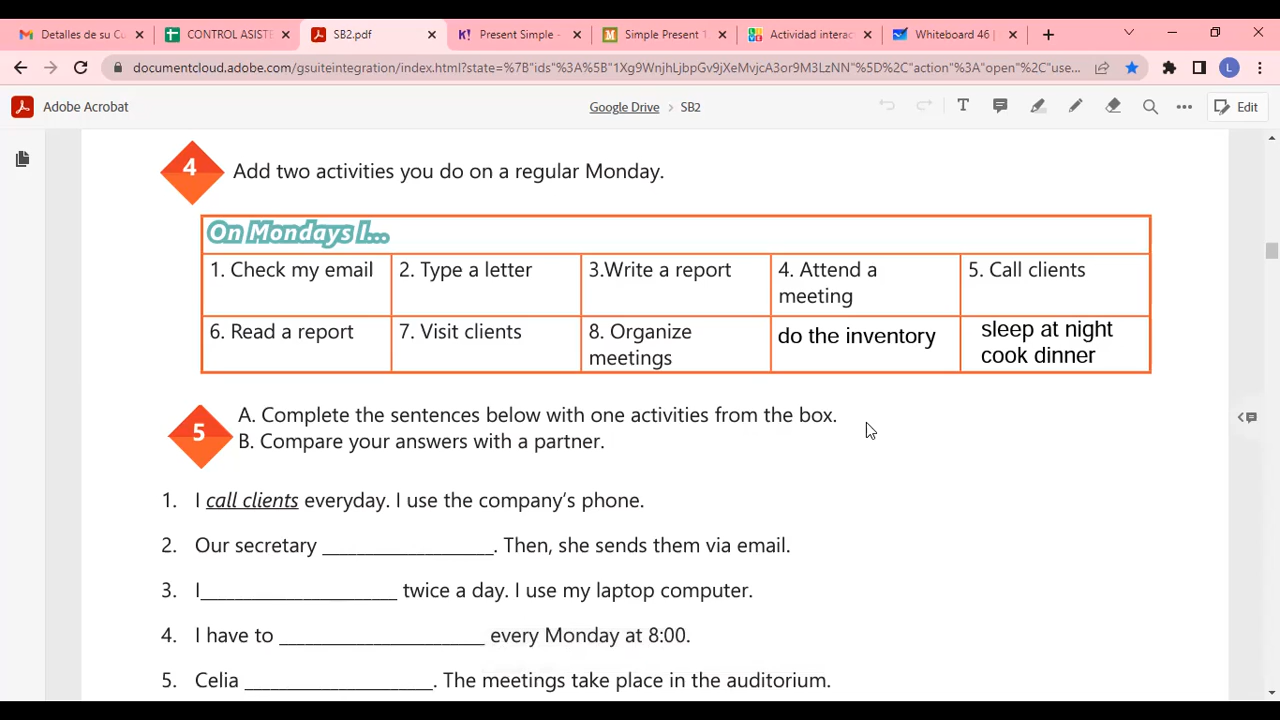 Detalles de su Cu
CONTROL ASISTE
SB2.pdf
Present Simple -
Simple Present T
Actividad interac
Whiteboard 46 |
documentcloud.adobe.com/gsuiteintegration/index.html?state=%7B"ids"%3A%5B"1Xg9WnjhLjbpGv9jXeMvjcA3or9M3LzNN"%5D%2C"action"%3A"open"%2C"use...
L
Adobe Acrobat
Google Drive > SB2
Edit
4 Add two activities you do on a regular Monday.
On Mondays I...
1. Check my email
2. Type a letter
3.Write a report
4. Attend a
meeting
5. Call clients
6. Read a report
7. Visit clients
8. Organize
meetings
do the inventory
sleep at night
cook dinner
5 A. Complete the sentences below with one activities from the box.
B. Compare your answers with a partner.
1. I call clients everyday. I use the company's phone.
2. Our secretary __________________. Then, she sends them via email.
3. I_____________________ twice a day. I use my laptop computer.
4. I have to ______________________ every Monday at 8:00.
5. Celia ____________________. The meetings take place in the auditorium.